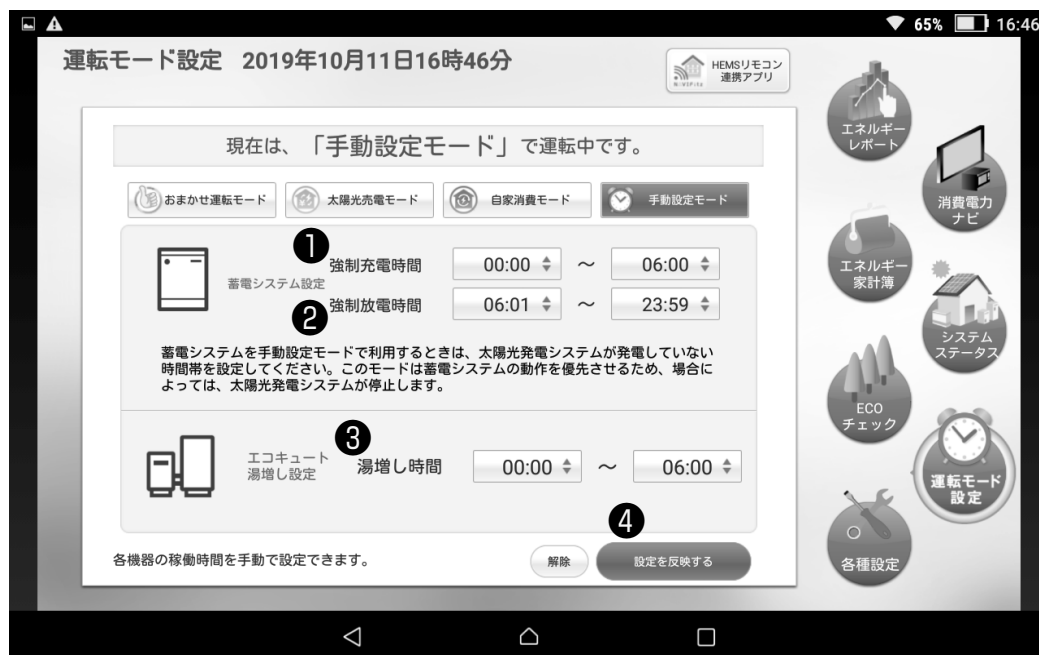 65% 16:46
運転モード設定 2019年10月11日16時46分
HEMSリモコン
連携アプリ
現在は、「手動設定モード」で運転中です。
おまかせ運転モード 太陽光充電モード 自家消費モード 手動設定モード
❶
強制充電時間 00:00 ～ 06:00
蓄電システム設定
❷
強制放電時間 06:01 ～ 23:59
蓄電システムを手動設定モードで利用するときは、太陽光発電システムが発電していない
時間帯を設定してください。このモードは蓄電システムの動作を優先させるため、場合に
よっては、太陽光発電システムが停止します。
❸
エコキュート
湯増し設定
湯増し時間 00:00 ～ 06:00
❹
各機器の稼働時間を手動で設定できます。 解除 設定を反映する
エネルギー
レポート
消費電力
ナビ
エネルギー
家計簿
システム
ステータス
ECO
チェック
運転モード
設定
各種設定